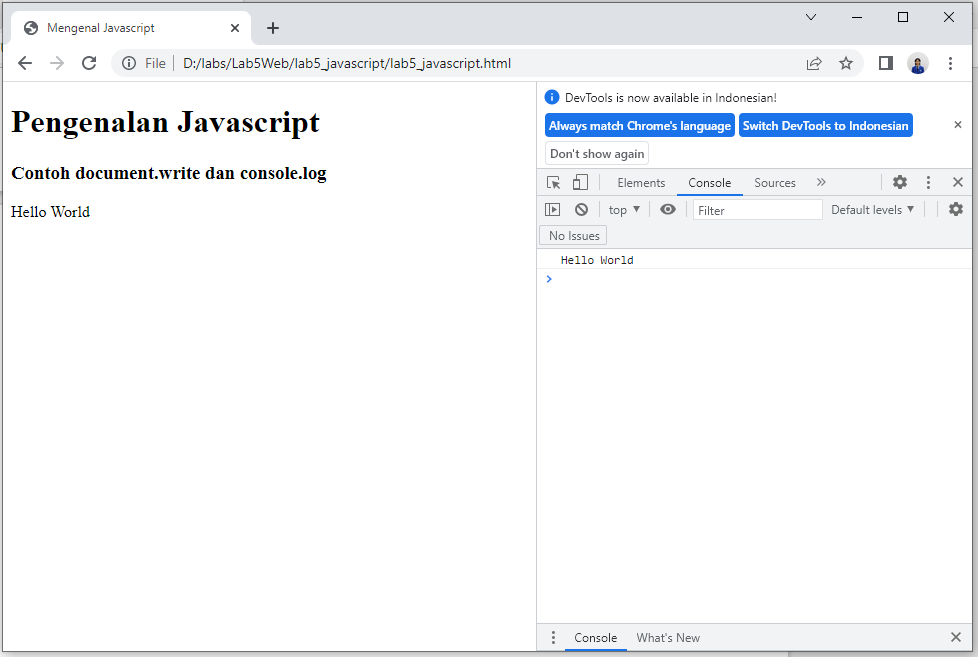 Mengenal Javascript
File D:/labs/Lab5Web/lab5_javascript/lab5_javascript.html
Pengenalan Javascript
Contoh document.write dan console.log
Hello World
DevTools is now available in Indonesian!
Always match Chrome's language Switch DevTools to Indonesian
Don't show again
Elements Console Sources
top Filter Default levels
No Issues
Hello World
Console What's New